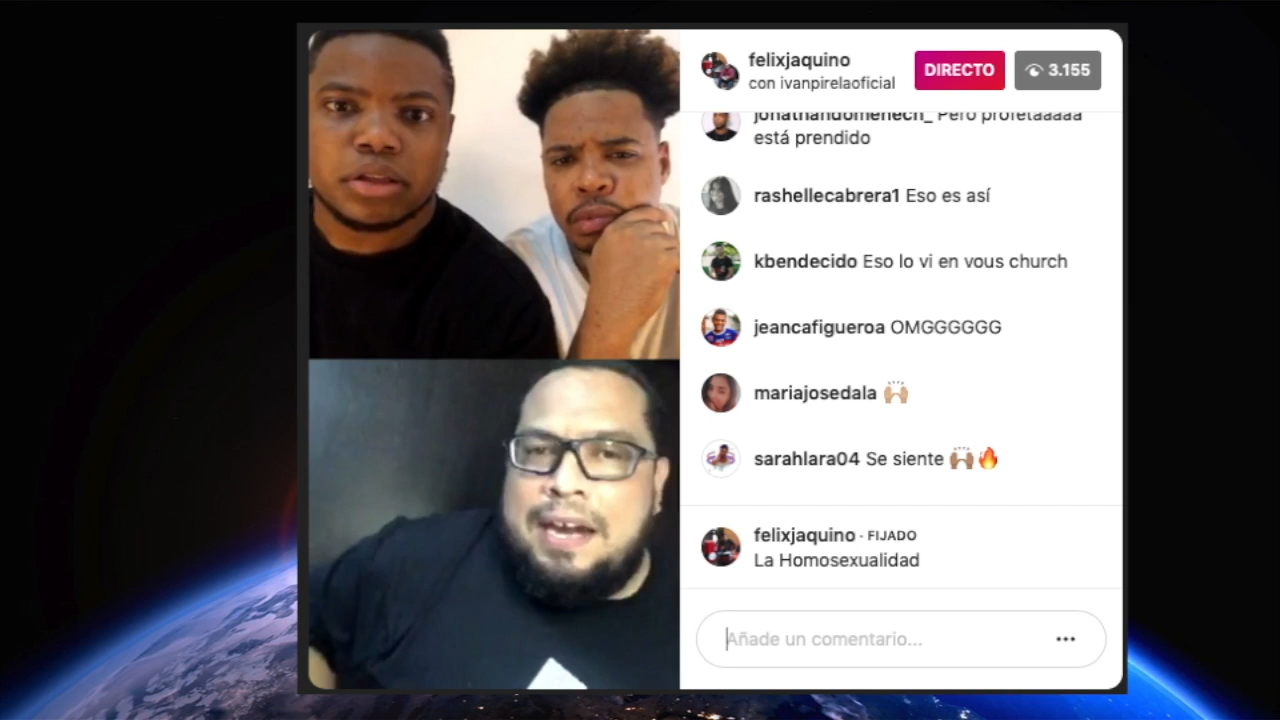 felixjaquino
con ivanpirelaoficial
DIRECTO
3.155
jonathandomenech_ Pero profetaaaaa
está prendido
rashellecabrera1 Eso es así
kbendecido Eso lo vi en vous church
jeancafigueroa OMGGGGGG
mariajosedala 🙌🏼
sarahlara04 Se siente 🙌🏽🔥
felixjaquino · FIJADO
La Homosexualidad
Añade un comentario...